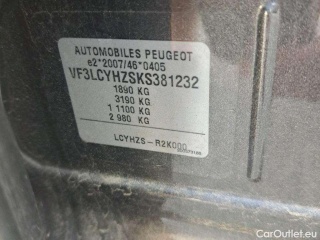 AUTOMOBILES PEUGEOT
e2*2007/46*0405
VF3LCYHZSKS381232
1890 KG
3190 KG
1 1100 KG
2 980 KG
LCYHZS - R2K000
CarOutlet.eu